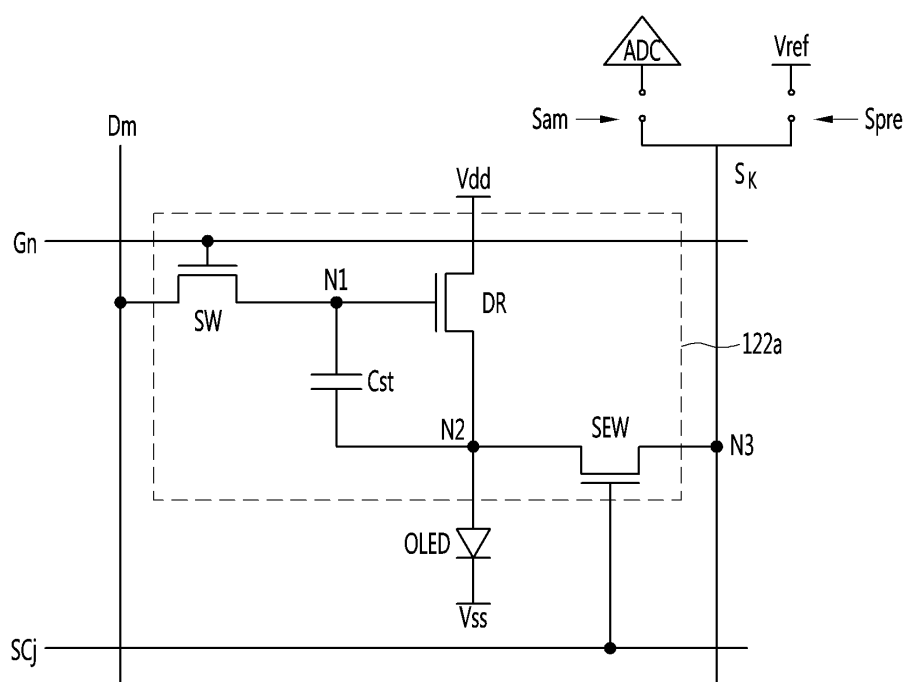 ADC
Vref
Sam
Spre
Dm
SK
Vdd
Gn
N1
DR
SW
122a
Cst
N2
SEW
N3
OLED
Vss
SCj